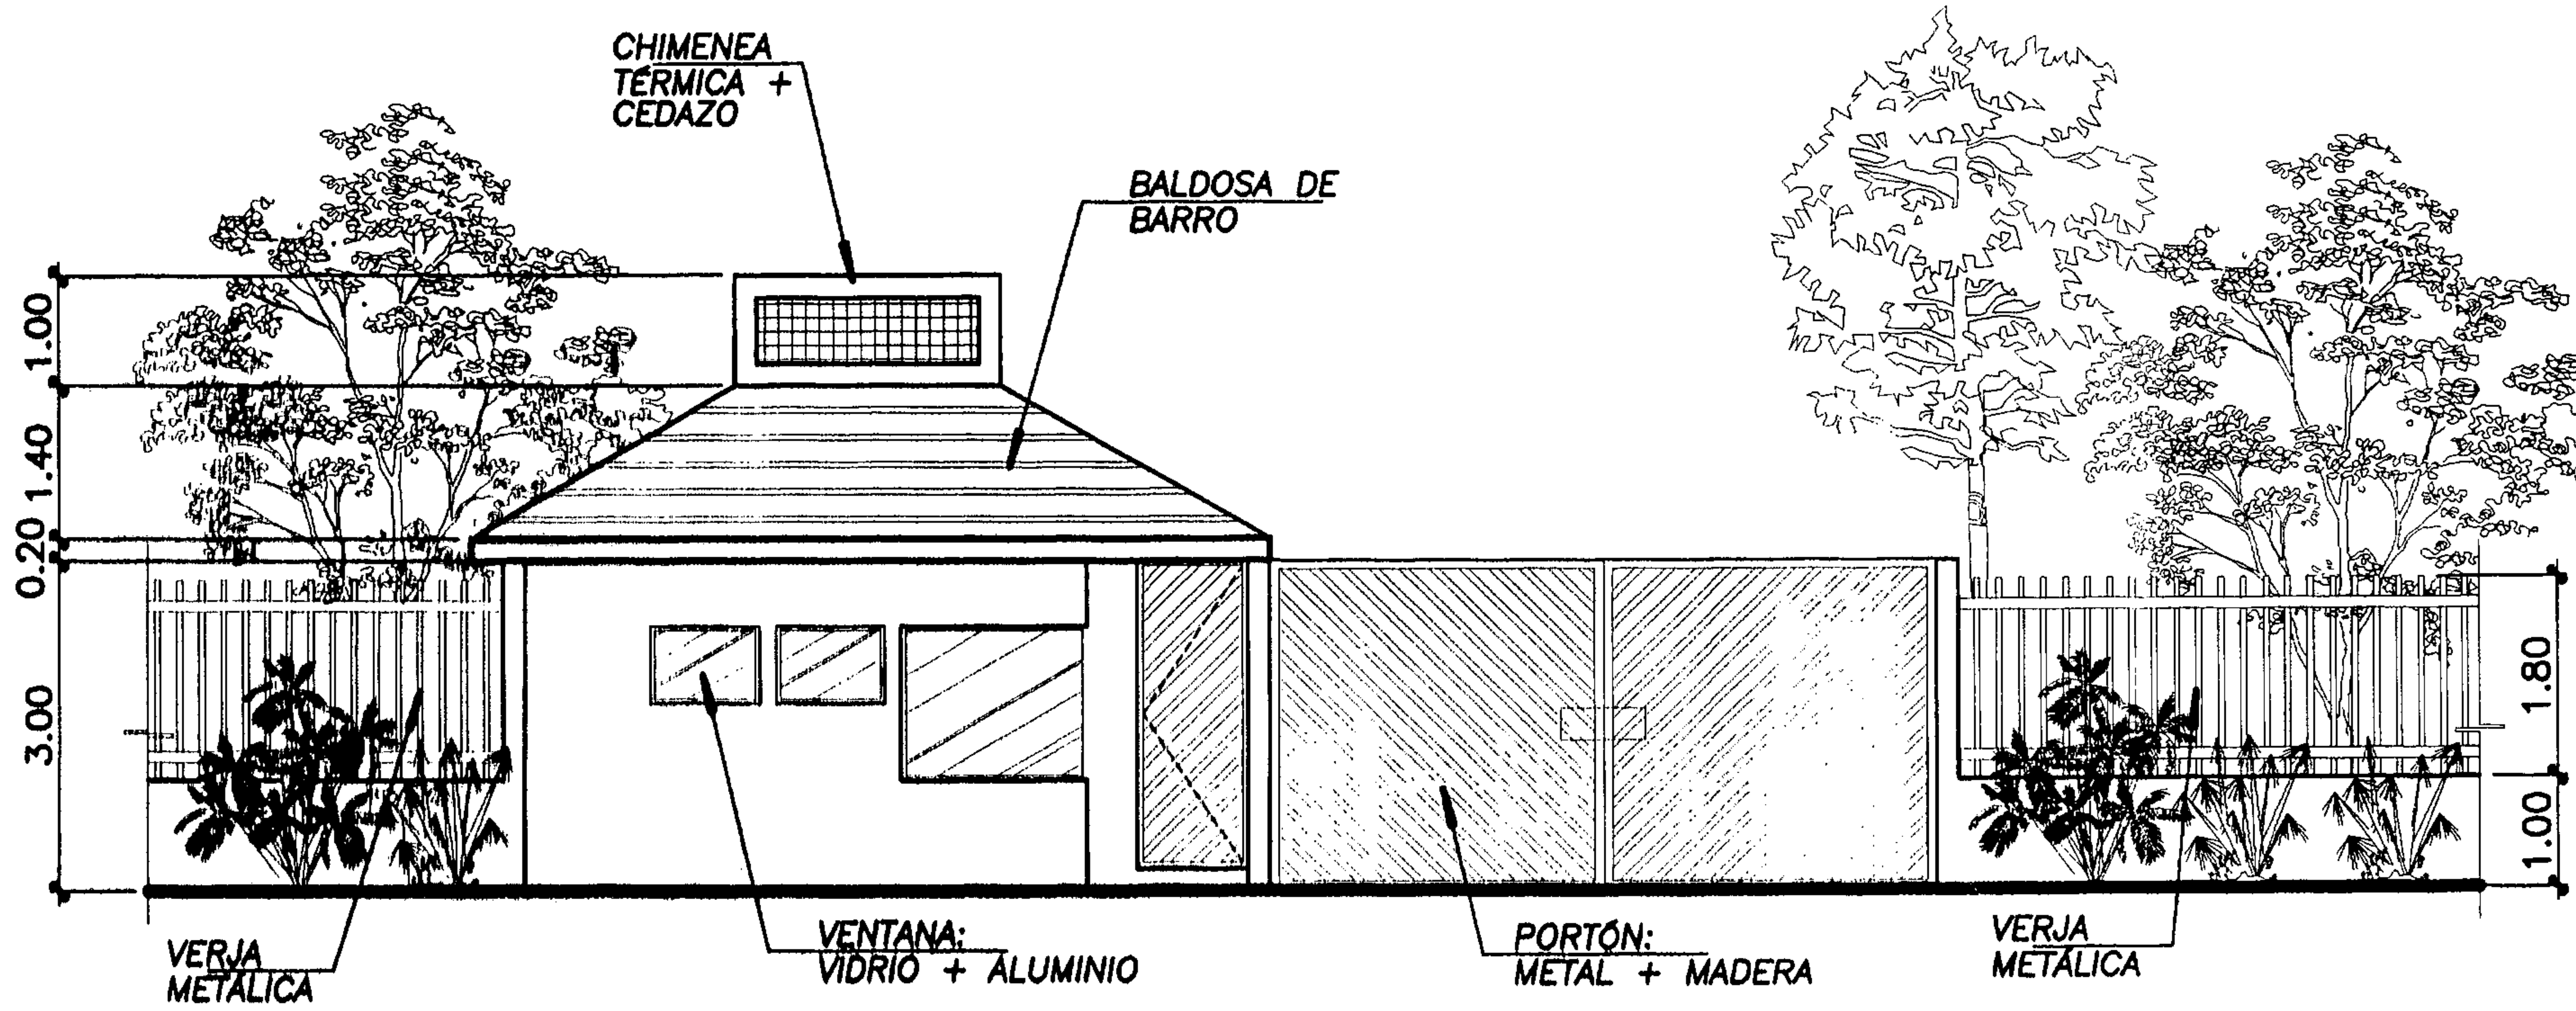 CHIMENEA
TÉRMICA +
CEDAZO
BALDOSA DE
BARRO
1.00
1.40
0.20
3.00
1.80
1.00
VERJA
METÁLICA
VENTANA:
VIDRIO + ALUMINIO
PORTÓN:
METAL + MADERA
VERJA
METÁLICA